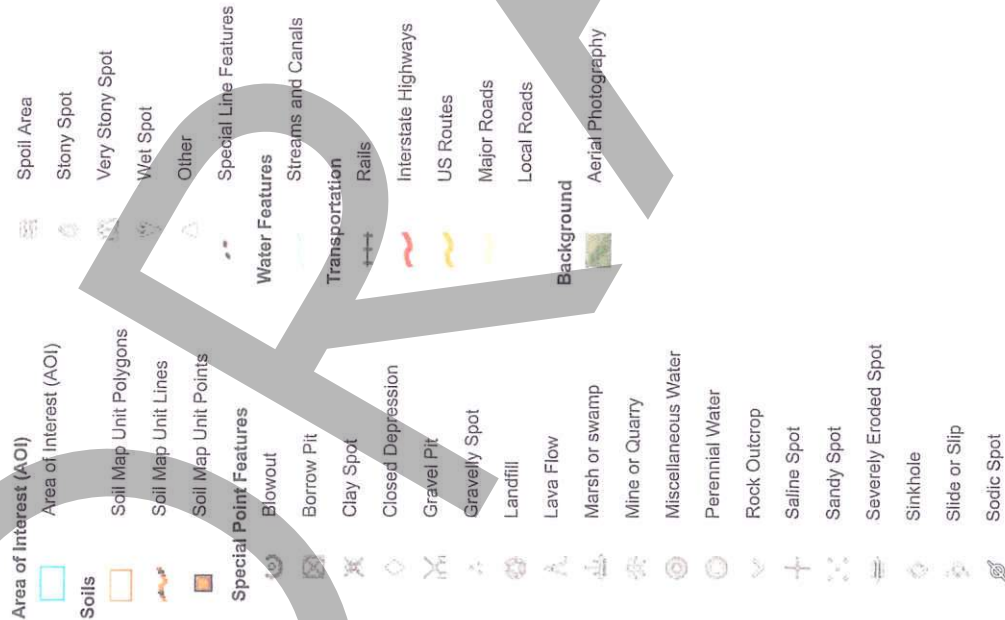 Area of Interest (AOI)
Area of Interest (AOI)
Soils
Soil Map Unit Polygons
Soil Map Unit Lines
Soil Map Unit Points
Special Point Features
Blowout
Borrow Pit
Clay Spot
Closed Depression
Gravel Pit
Gravelly Spot
Landfill
Lava Flow
Marsh or swamp
Mine or Quarry
Miscellaneous Water
Perennial Water
Rock Outcrop
Saline Spot
Sandy Spot
Severely Eroded Spot
Sinkhole
Slide or Slip
Sodic Spot
Spoil Area
Stony Spot
Very Stony Spot
Wet Spot
Other
Special Line Features
Water Features
Streams and Canals
Transportation
Rails
Interstate Highways
US Routes
Major Roads
Local Roads
Background
Aerial Photography